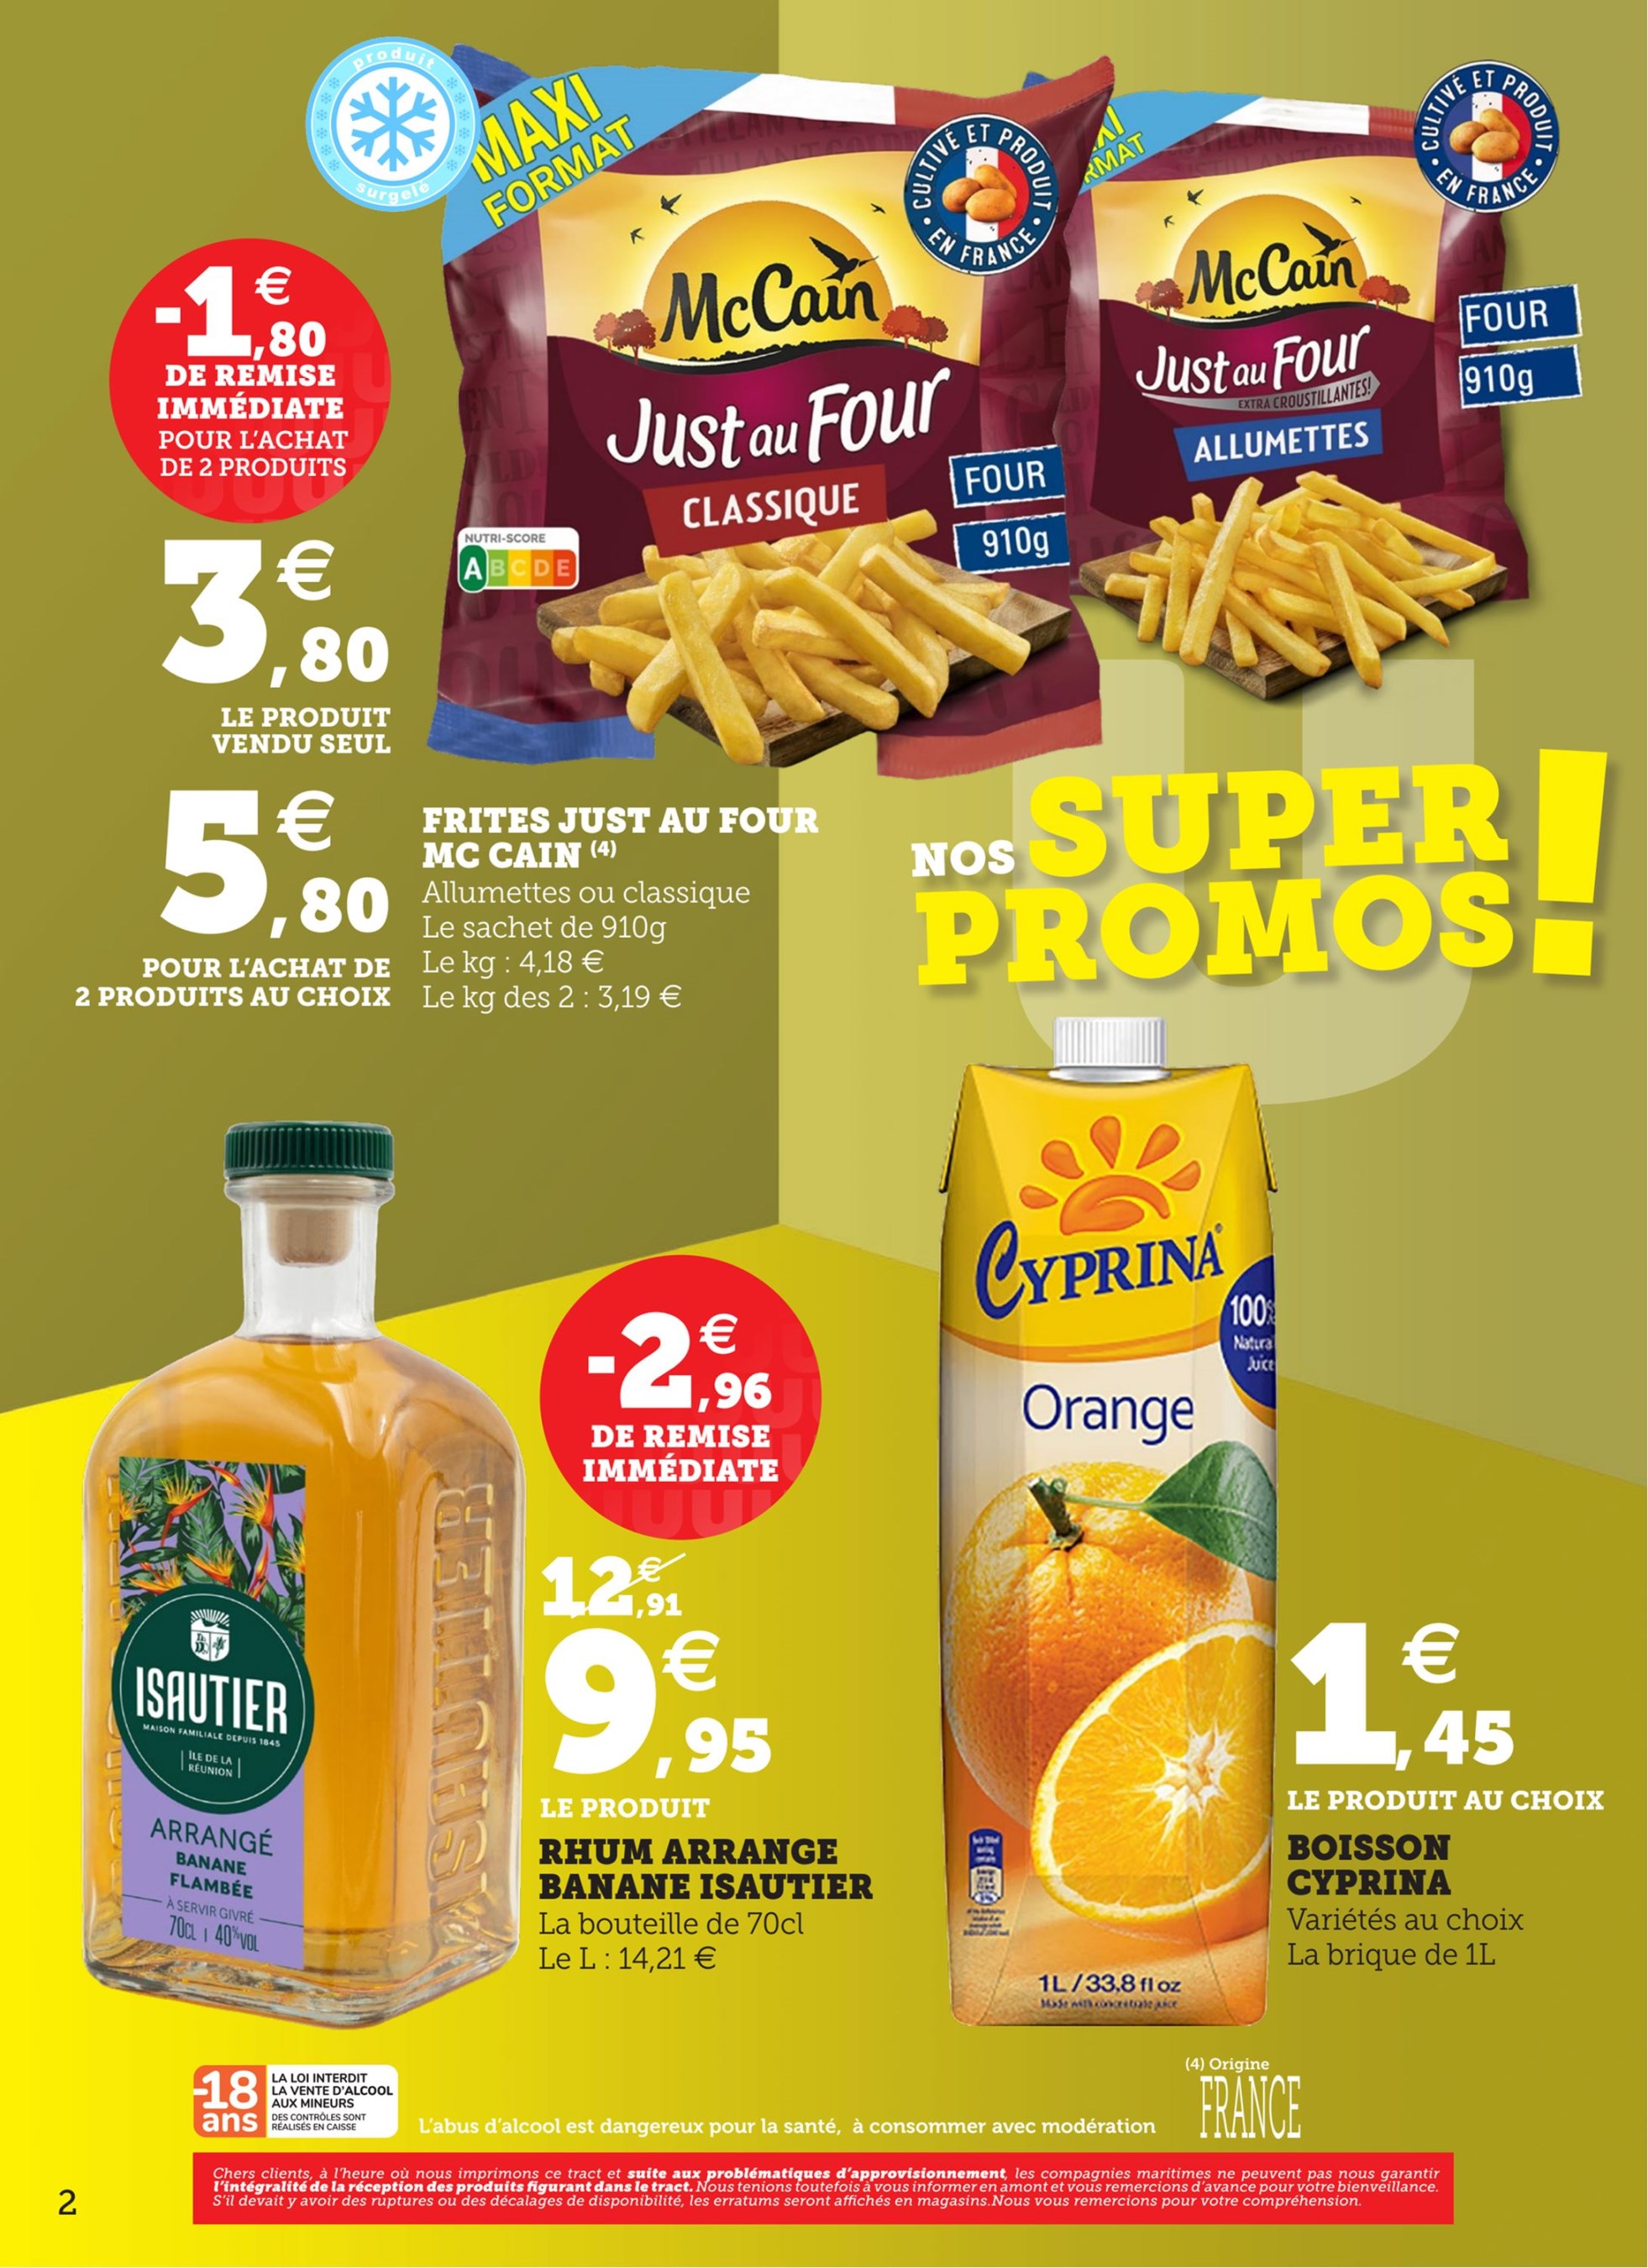 produit
surgelé
MAXI
FORMAT
CULTIVÉ ET PRODUIT
• EN FRANCE •
McCain
Just au Four
CLASSIQUE
FOUR
910g
NUTRI-SCORE
A B C D E
CULTIVÉ ET PRODUIT
• EN FRANCE •
McCain
Just au Four
EXTRA CROUSTILLANTES!
ALLUMETTES
FOUR
910g
-1€,80
DE REMISE
IMMÉDIATE
POUR L'ACHAT
DE 2 PRODUITS
3€,80
LE PRODUIT
VENDU SEUL
5€,80
POUR L'ACHAT DE
2 PRODUITS AU CHOIX
FRITES JUST AU FOUR
MC CAIN (4)
Allumettes ou classique
Le sachet de 910g
Le kg : 4,18 €
Le kg des 2 : 3,19 €
NOS SUPER
PROMOS !
ISAUTIER
MAISON FAMILIALE DEPUIS 1845
ÎLE DE LA
RÉUNION
ARRANGÉ
BANANE
FLAMBÉE
À SERVIR GIVRÉ
70CL | 40%VOL
ISAUTIER
-2€,96
DE REMISE
IMMÉDIATE
12€,91
9€,95
LE PRODUIT
RHUM ARRANGE
BANANE ISAUTIER
La bouteille de 70cl
Le L : 14,21 €
CYPRINA®
100%
Natural
Juice
Orange
1L / 33,8 fl oz
Made with concentrate juice
1€,45
LE PRODUIT AU CHOIX
BOISSON
CYPRINA
Variétés au choix
La brique de 1L
-18
ans
LA LOI INTERDIT
LA VENTE D'ALCOOL
AUX MINEURS
DES CONTRÔLES SONT
RÉALISÉS EN CAISSE
L'abus d'alcool est dangereux pour la santé, à consommer avec modération
(4) Origine
FRANCE
Chers clients, à l'heure où nous imprimons ce tract et suite aux problématiques d'approvisionnement, les compagnies maritimes ne peuvent pas nous garantir
l'intégralité de la réception des produits figurant dans le tract. Nous tenions toutefois à vous informer en amont et vous remercions d'avance pour votre bienveillance.
S'il devait y avoir des ruptures ou des décalages de disponibilité, les erratums seront affichés en magasins.Nous vous remercions pour votre compréhension.
2